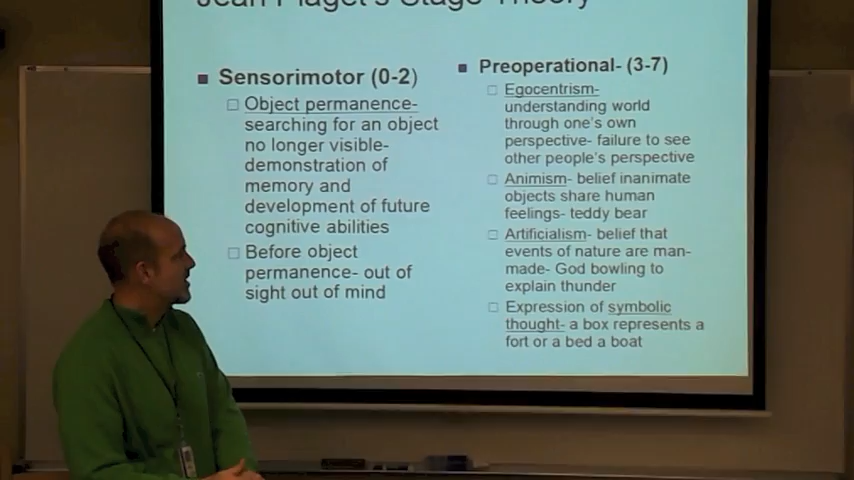 Jean Piaget's Stage Theory
Sensorimotor (0-2)
Object permanence-
searching for an object
no longer visible-
demonstration of
memory and
development of future
cognitive abilities
Before object
permanence- out of
sight out of mind
Preoperational- (3-7)
Egocentrism-
understanding world
through one's own
perspective- failure to see
other people's perspective
Animism- belief inanimate
objects share human
feelings- teddy bear
Artificialism- belief that
events of nature are man-
made- God bowling to
explain thunder
Expression of symbolic
thought- a box represents a
fort or a bed a boat